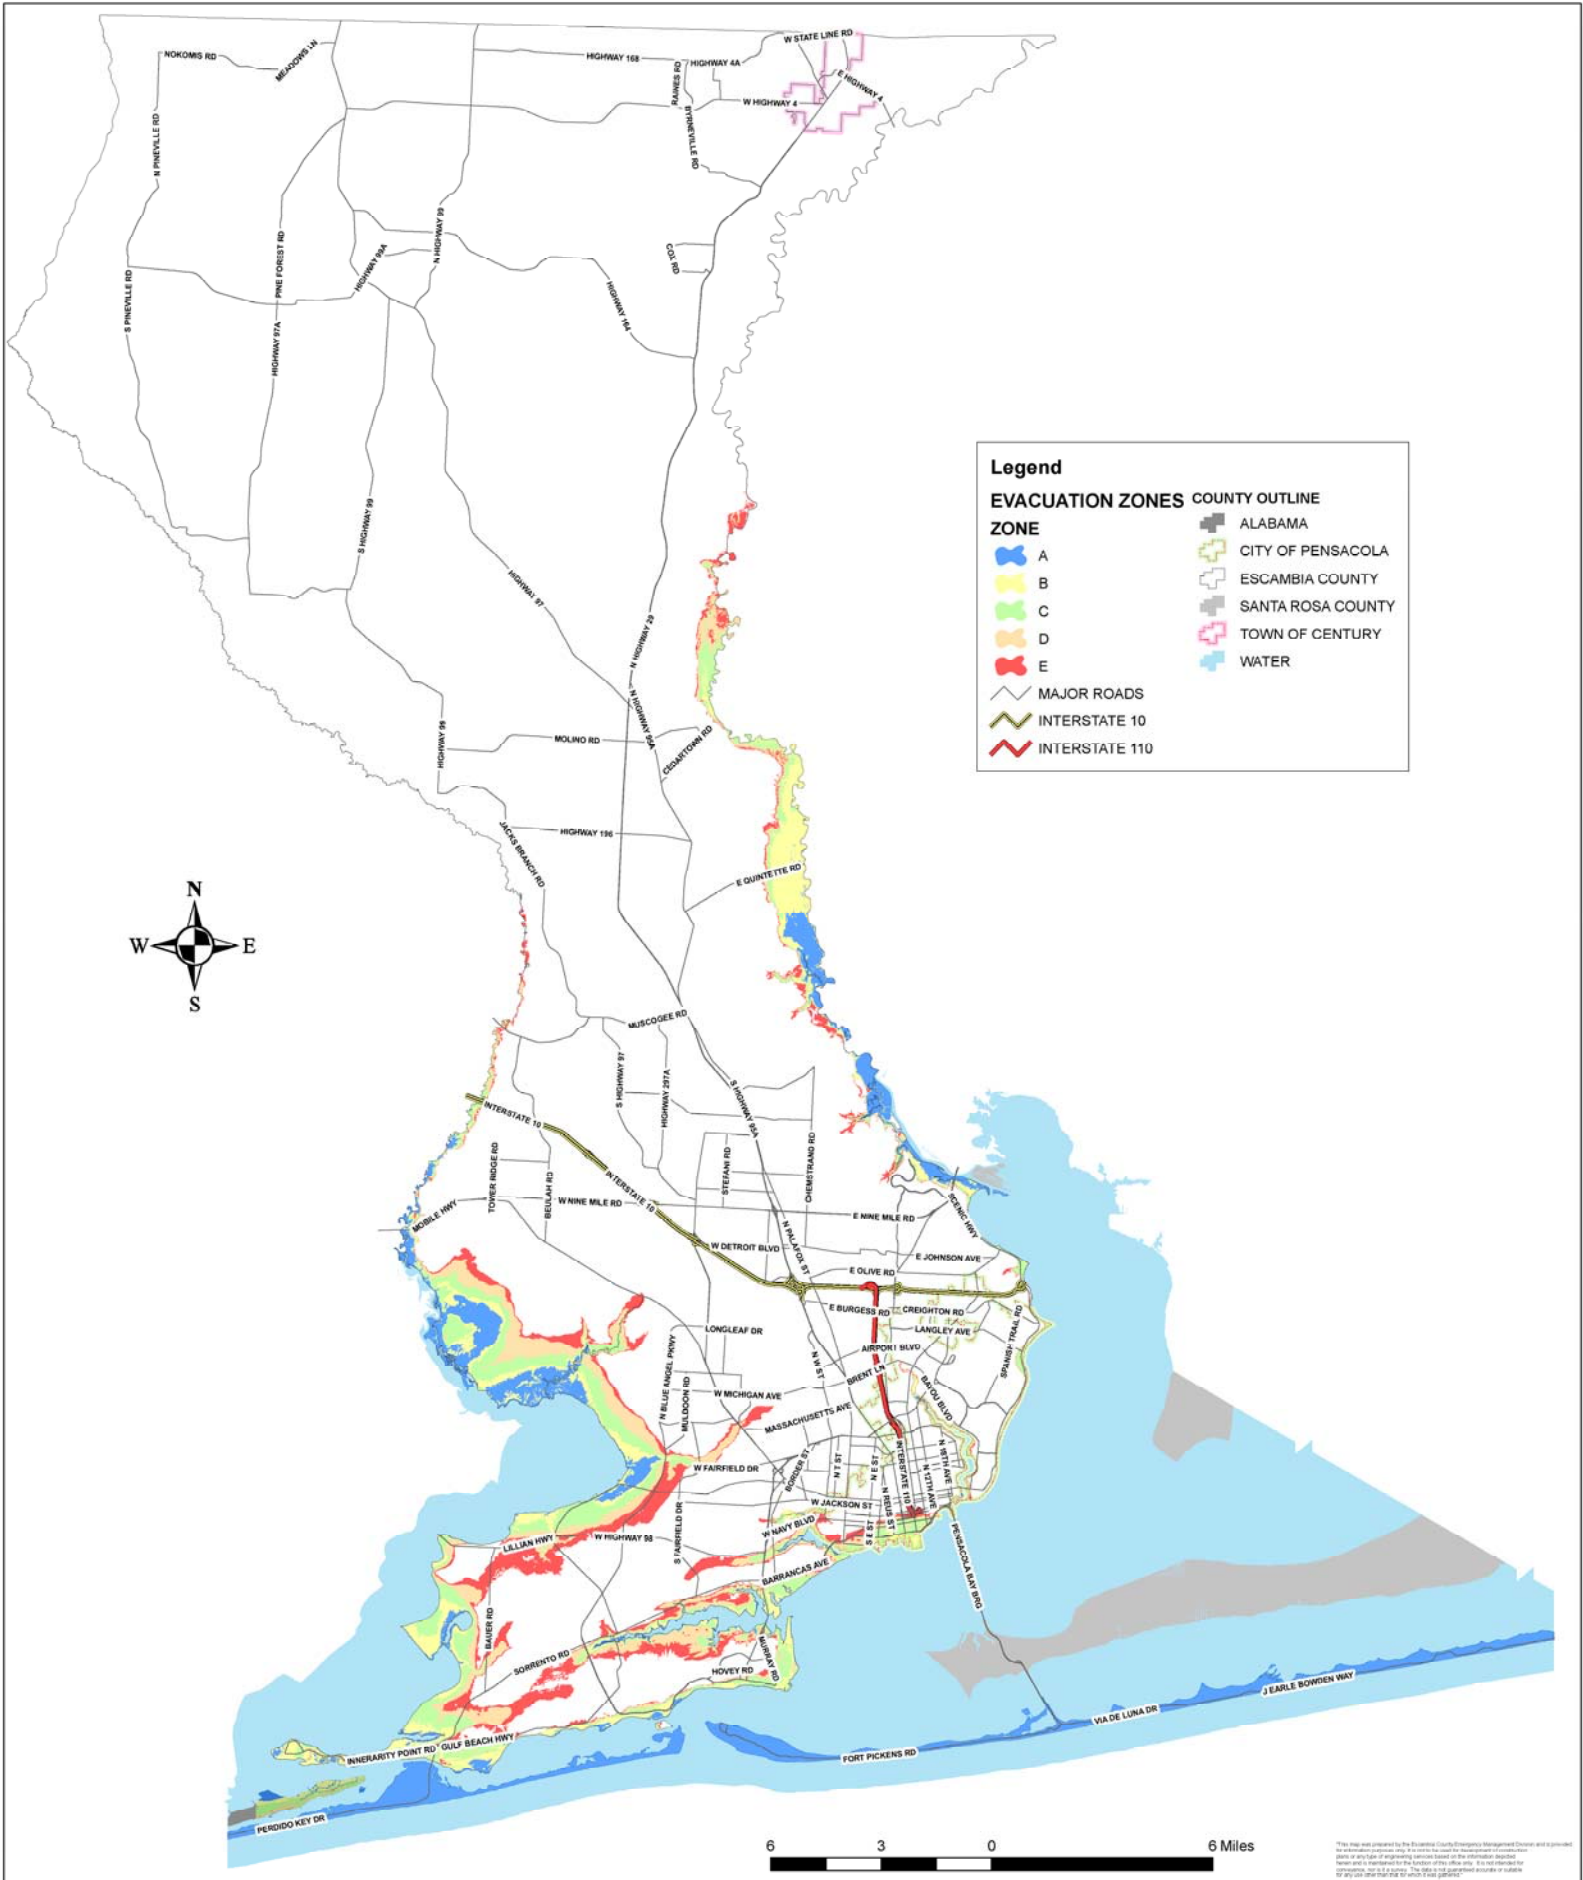 NOKOMIS RD
MEADOWS LN
HIGHWAY 168
HIGHWAY 4A
W STATE LINE RD
E HIGHWAY 4
W HIGHWAY 4
RAINES RD
BYRNEVILLE RD
N PINEVILLE RD
S PINEVILLE RD
PINE FOREST RD
HIGHWAY 97A
HIGHWAY 99A
N HIGHWAY 99
COX RD
HIGHWAY 164
S HIGHWAY 99
HIGHWAY 97
N HIGHWAY 29
N HIGHWAY 95A
Legend
EVACUATION ZONES
ZONE
A
B
C
D
E
MAJOR ROADS
INTERSTATE 10
INTERSTATE 110
COUNTY OUTLINE
ALABAMA
CITY OF PENSACOLA
ESCAMBIA COUNTY
SANTA ROSA COUNTY
TOWN OF CENTURY
WATER
MOLINO RD
CEDARTOWN RD
HIGHWAY 196
JACKS BRANCH RD
E QUINTETTE RD
N
W
E
S
MUSCOGEE RD
S HIGHWAY 97
HIGHWAY 297A
S HIGHWAY 95A
INTERSTATE 10
INTERSTATE 10
TOWER RIDGE RD
BEULAH RD
STEFANI RD
CHEMSTRAND RD
MOBILE HWY
W NINE MILE RD
E NINE MILE RD
SCENIC HWY
W DETROIT BLVD
N PALAFOX ST
E JOHNSON AVE
E OLIVE RD
E BURGESS RD
CREIGHTON RD
LONGLEAF DR
LANGLEY AVE
SPANISH TRAIL RD
AIRPORT BLVD
BRENT LN
N W ST
BAYOU BLVD
N BLUE ANGEL PKWY
MULDOON RD
W MICHIGAN AVE
MASSACHUSETTS AVE
W FAIRFIELD DR
BORDER ST
N T ST
N E ST
N REUS ST
INTERSTATE 110
N 12TH AVE
N 19TH AVE
W JACKSON ST
S E ST
W NAVY BLVD
LILLIAN HWY
W HIGHWAY 98
S FAIRFIELD DR
BARRANCAS AVE
PENSACOLA BAY BRG
BAUER RD
SORRENTO RD
HOVEY RD
MURRAY RD
INNERARITY POINT RD
GULF BEACH HWY
PERDIDO KEY DR
FORT PICKENS RD
VIA DE LUNA DR
J EARLE BOWDEN WAY
6 3 0 6 Miles